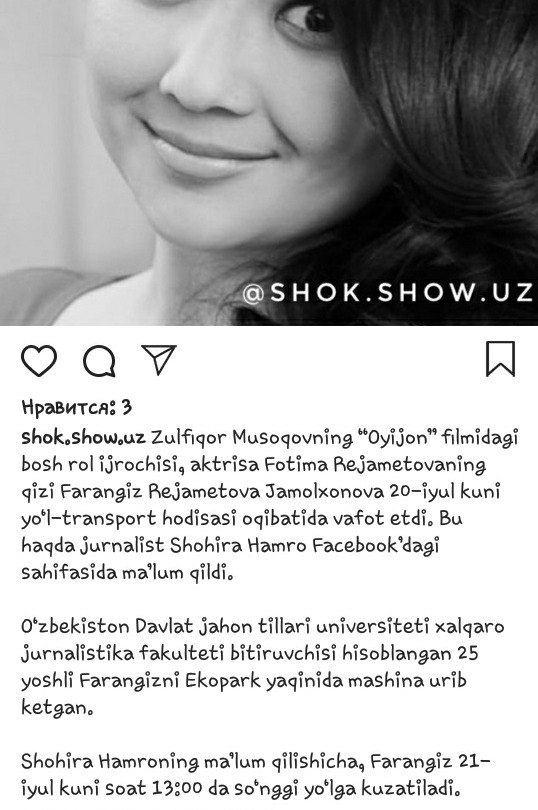 @SHOK.SHOW.UZ
Нравится: 3
shok.show.uz Zulfiqor Musoqovning “Oyijon” filmidagi
bosh rol ijrochisi, aktrisa Fotima Rejametovaning
qizi Farangiz Rejametova Jamolxonova 20-iyul kuni
yo‘l-transport hodisasi oqibatida vafot etdi. Bu
haqda jurnalist Shohira Hamro Facebook’dagi
sahifasida ma’lum qildi.
O‘zbekiston Davlat jahon tillari universiteti xalqaro
jurnalistika fakulteti bitiruvchisi hisoblangan 25
yoshli Farangizni Ekopark yaqinida mashina urib
ketgan.
Shohira Hamroning ma’lum qilishicha, Farangiz 21-
iyul kuni soat 13:00 da so‘nggi yo‘lga kuzatiladi.